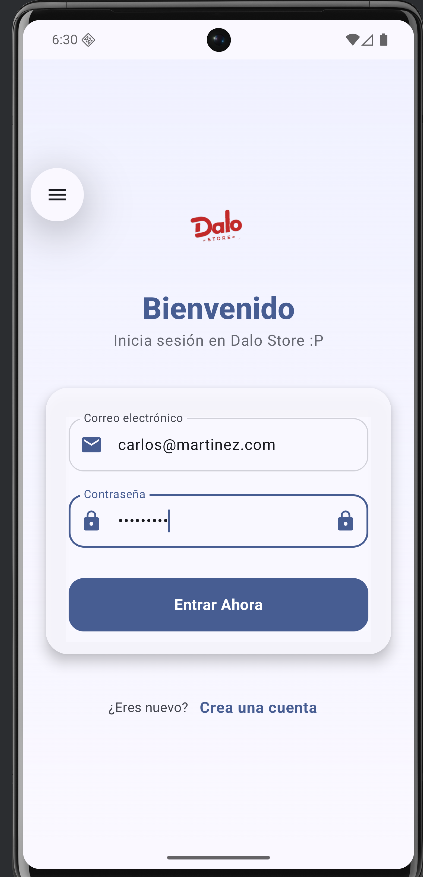 6:30
Dalo
STORE
Bienvenido
Inicia sesión en Dalo Store :P
Correo electrónico
carlos@martinez.com
Contraseña
•••••••••
Entrar Ahora
¿Eres nuevo? Crea una cuenta